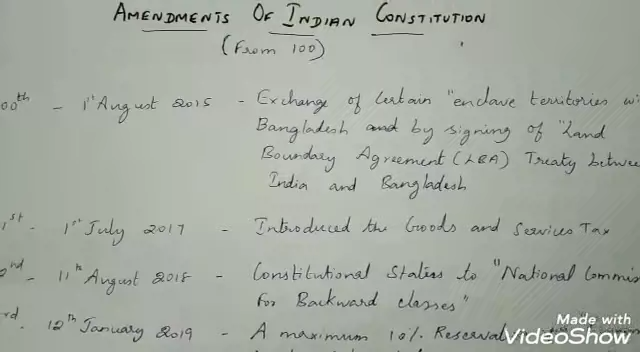 AMENDMENTS OF INDIAN CONSTITUTION
(From 100)
00th - 1st August 2015 - Exchange of Certain "enclave territories wi
Bangladesh and by signing of "Land
Boundary Agreement (LBA) Treaty betwee
India and Bangladesh
1st - 1st July 2017 - Introduced the Goods and Services Tax
2nd - 11th August 2018 - Constitutional Status to "National Commis
For Backward classes"
rd. 12th January 2019 - A maximum 10% Reservati
Made with
VideoShow